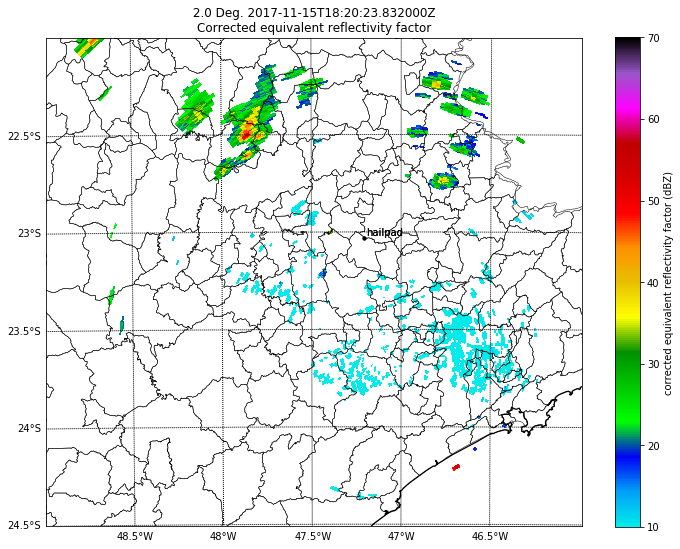 2.0 Deg. 2017-11-15T18:20:23.832000Z
Corrected equivalent reflectivity factor
22.5°S
23°S
23.5°S
24°S
24.5°S
hailpad
48.5°W
48°W
47.5°W
47°W
46.5°W
70
60
50
40
30
20
10
corrected equivalent reflectivity factor (dBZ)